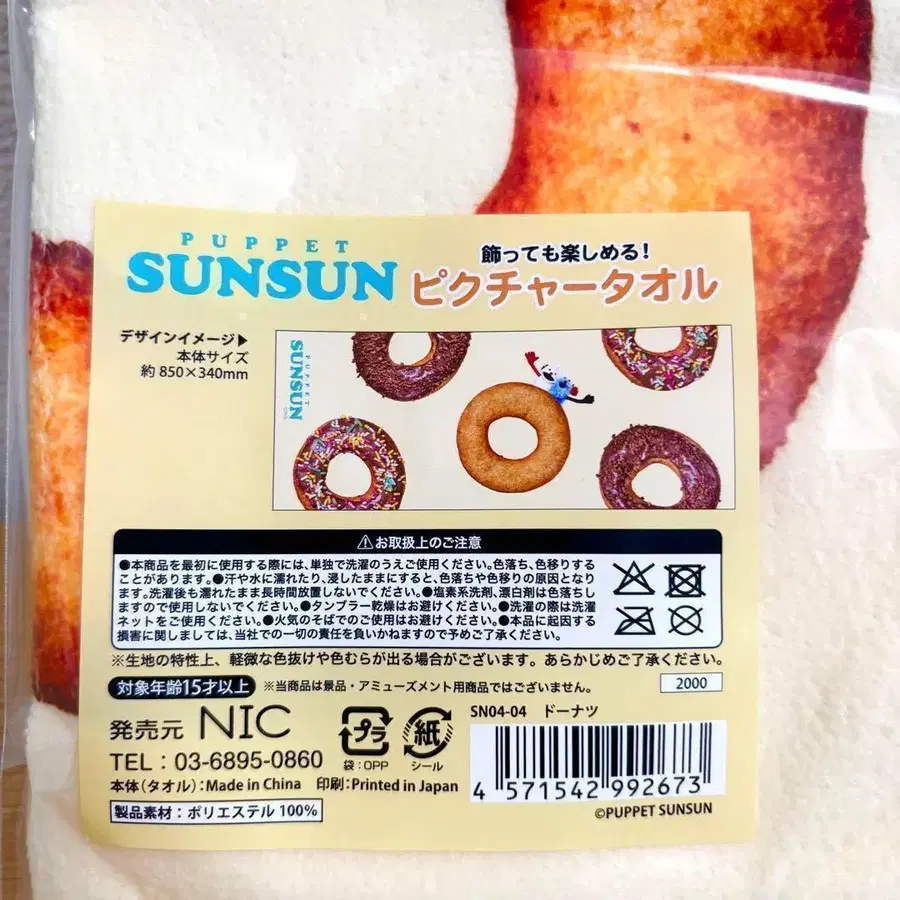 PUPPET
SUNSUN
飾っても楽しめる!
ピクチャータオル
デザインイメージ▶
本体サイズ
約850×340mm
PUPPET
SUNSUN
⚠お取扱上のご注意
●本商品を最初に使用する際には、単独で洗濯のうえご使用ください。色落ち、色移りする
ことがあります。●汗や水に濡れたり、浸したままにすると、色落ちや色移りの原因となり
ます。洗濯後も濡れたまま長時間放置しないでください。●塩素系洗剤、漂白剤は色落ちし
ますので使用しないでください。●タンブラー乾燥はお避けください。●洗濯の際は洗濯
ネットをご使用ください。●火気のそばでのご使用はお避けください。●本品に起因する
損害に関しましては、当社での一切の責任を負いかねますので予めご了承ください。
※生地の特性上、軽微な色抜けや色むらが出る場合がございます。あらかじめご了承ください。
対象年齢15才以上 ※当商品は景品・アミューズメント用商品ではございません。
2000
発売元 NIC
TEL:03-6895-0860
本体(タオル):Made in China 印刷:Printed in Japan
製品素材:ポリエステル100%
プラ
袋:OPP
紙
シール
SN04-04 ドーナツ
4 571542 992673
©PUPPET SUNSUN